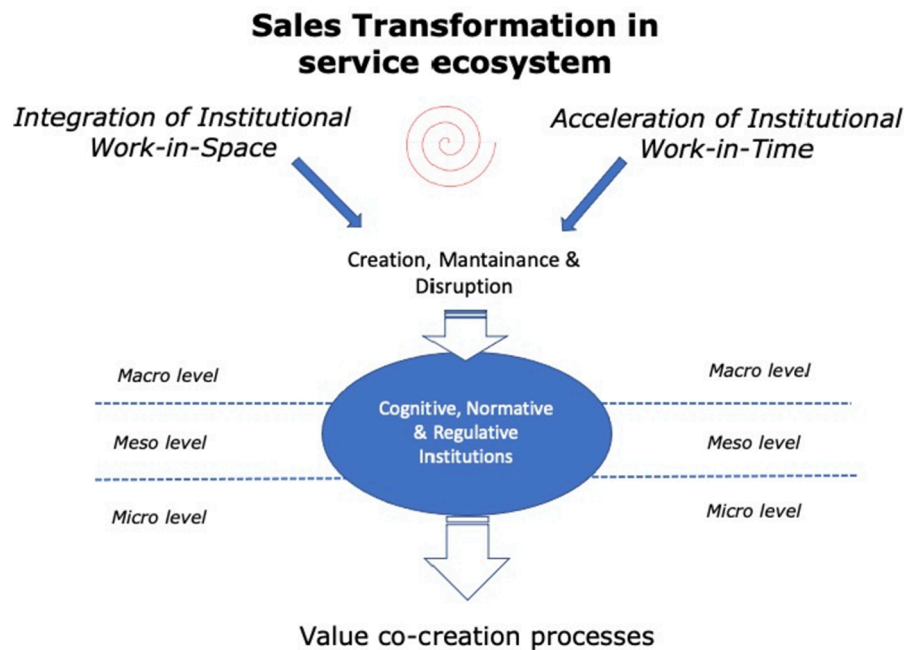 Sales Transformation in
service ecosystem
Integration of Institutional
Work-in-Space
Acceleration of Institutional
Work-in-Time
Creation, Mantainance &
Disruption
Macro level
Macro level
Cognitive, Normative
& Regulative
Institutions
Meso level
Meso level
Micro level
Micro level
Value co-creation processes